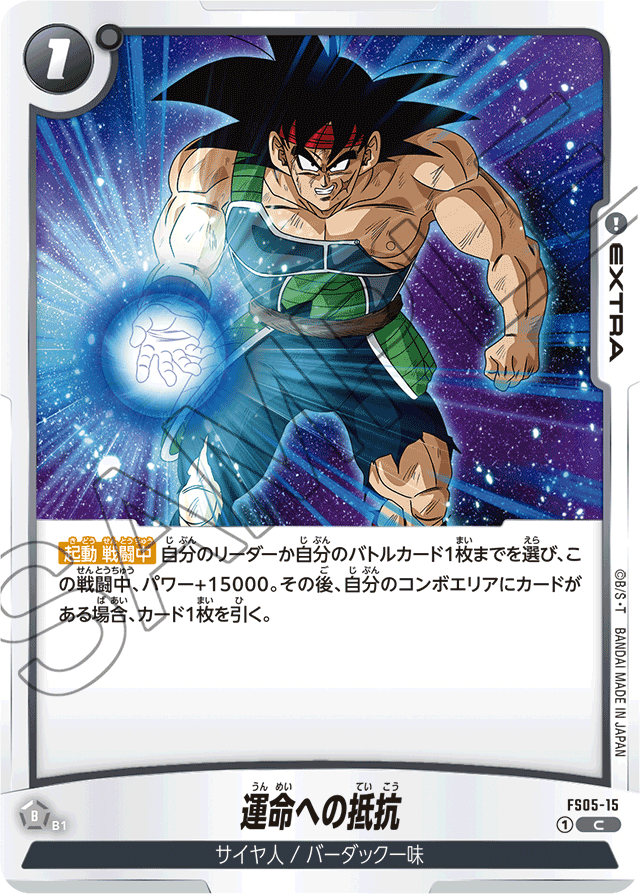 1
EXTRA
SAMPLE
起動 戦闘中 自分のリーダーか自分のバトルカード1枚までを選び、こ
の戦闘中、パワー+15000。その後、自分のコンボエリアにカードが
ある場合、カード1枚を引く。
©B/S・T BANDAI MADE IN JAPAN
運命への抵抗
FS05-15
B
B1
1 C
サイヤ人 / バーダック一味